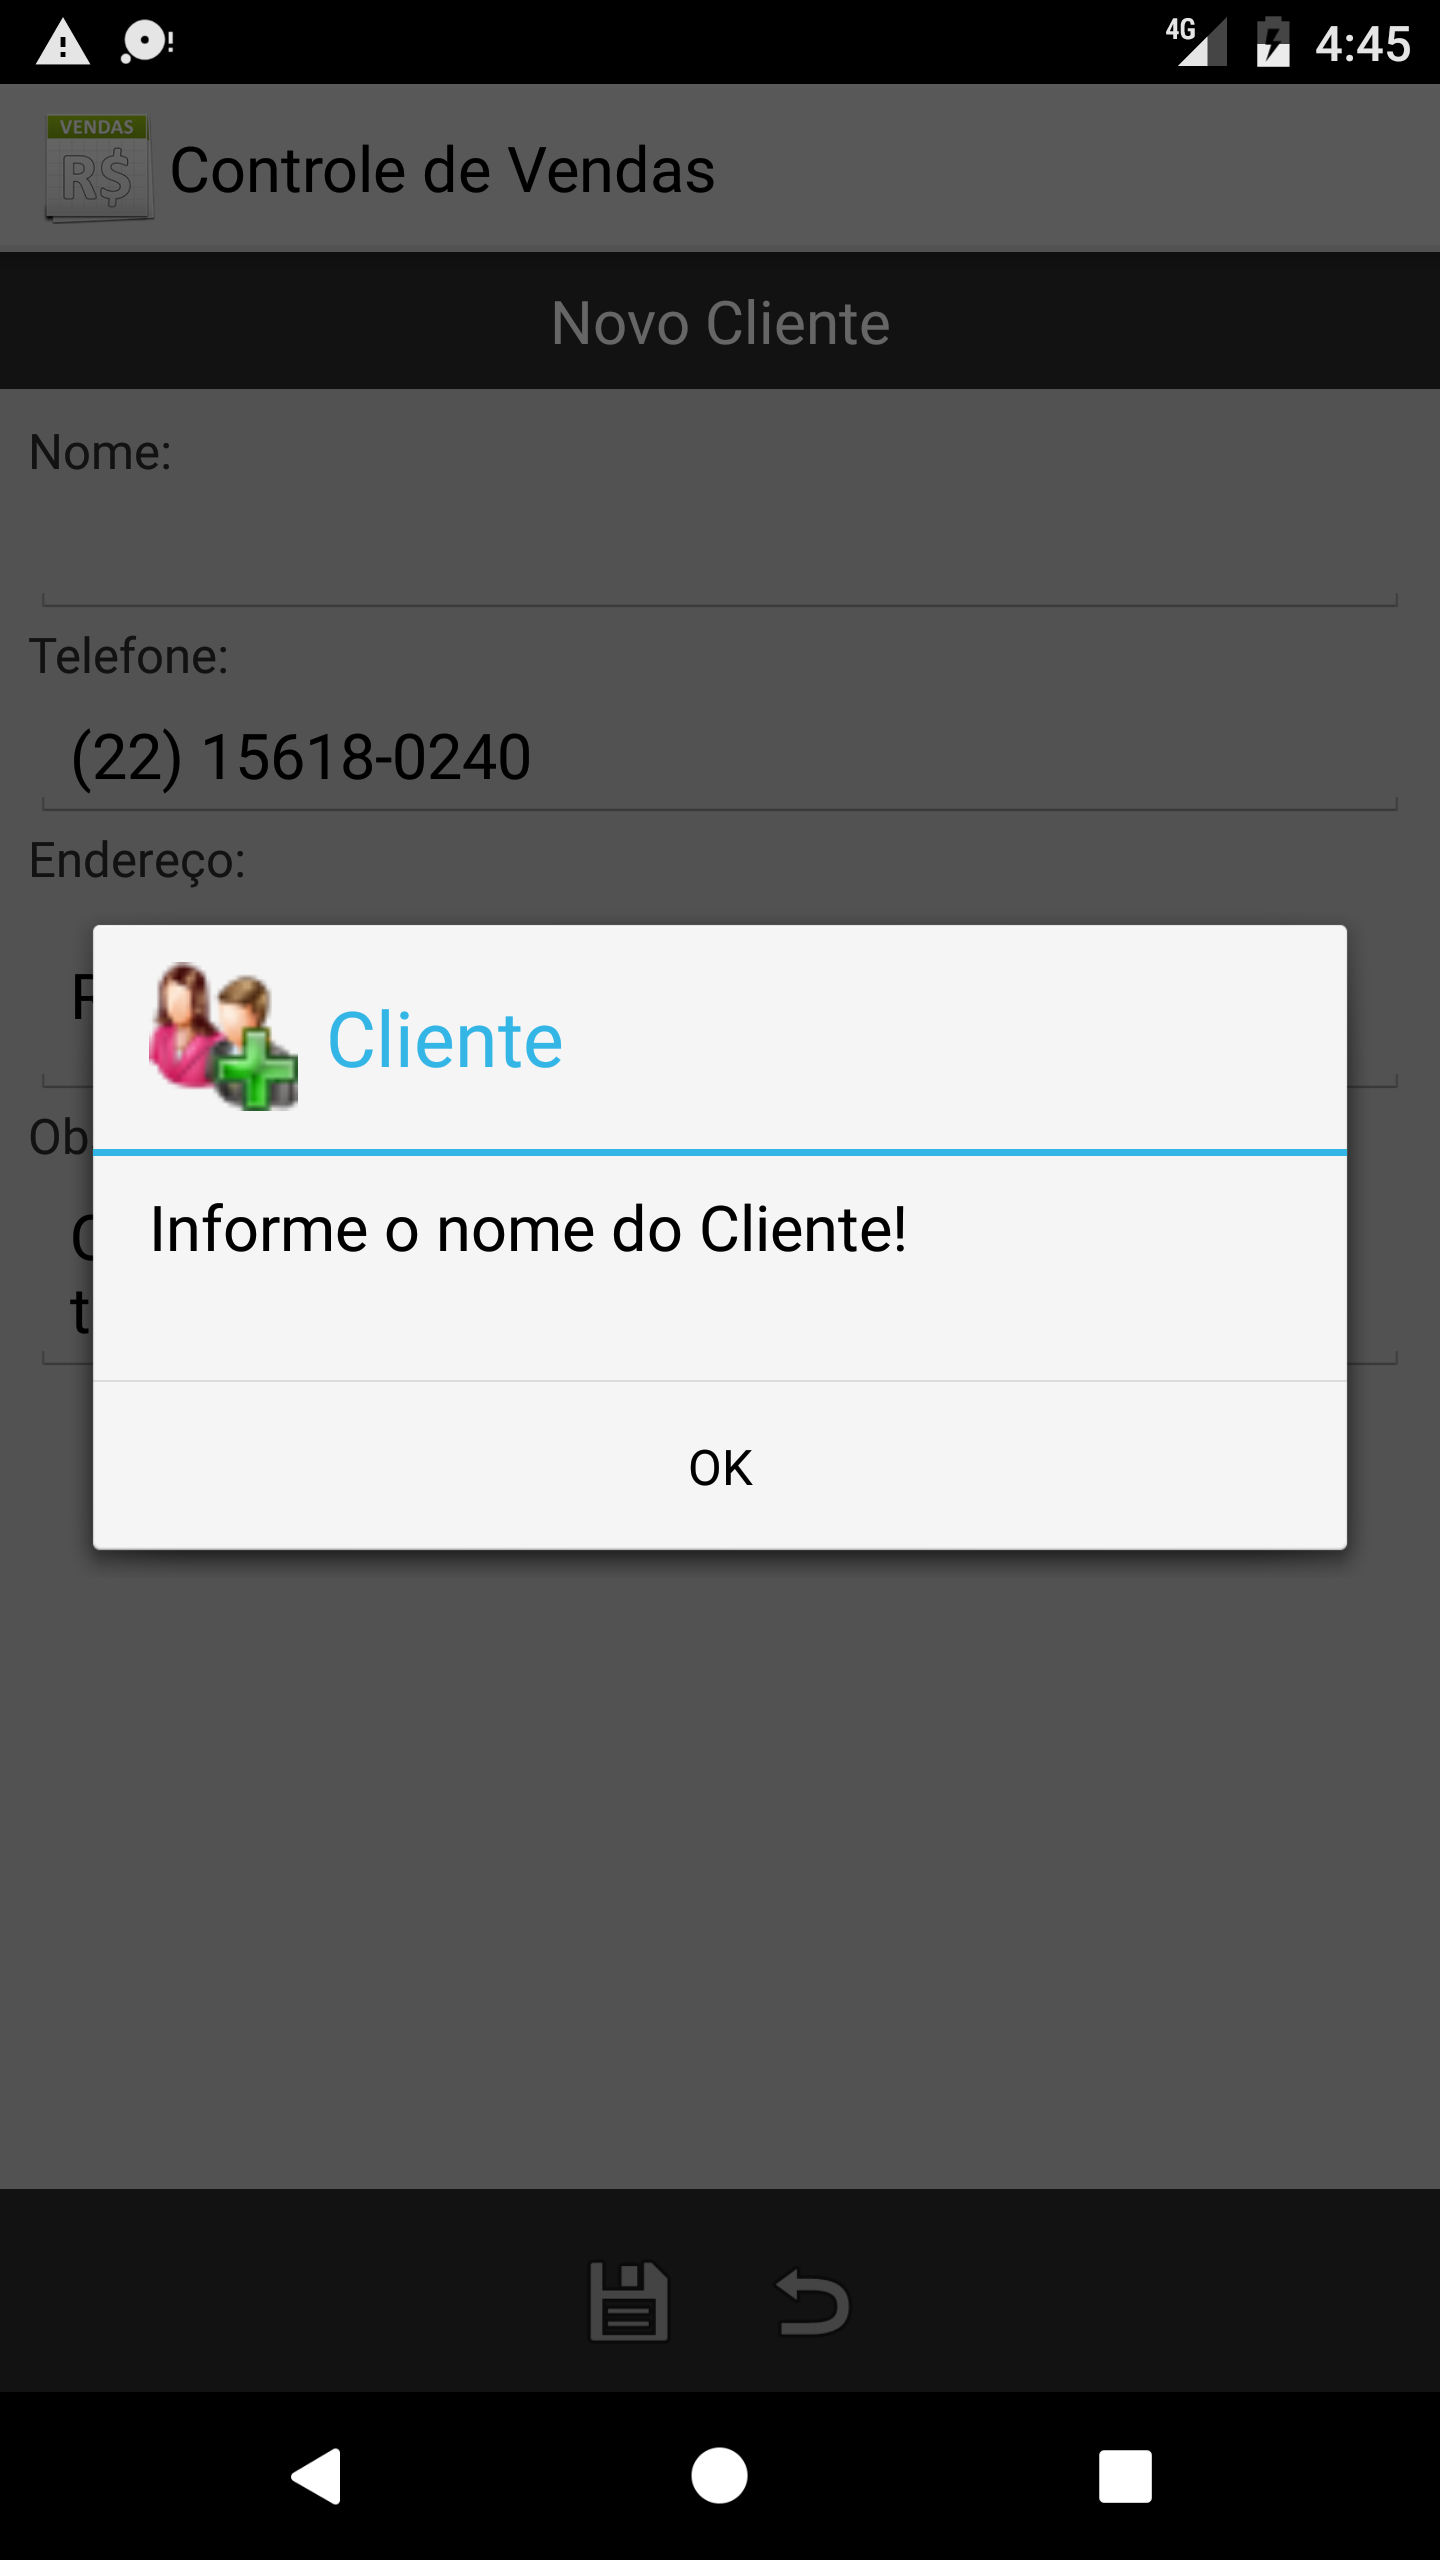 4G
4:45
VENDAS
R$
Controle de Vendas
Novo Cliente
Nome:
Telefone:
(22) 15618-0240
Endereço:
Cliente
Informe o nome do Cliente!
OK